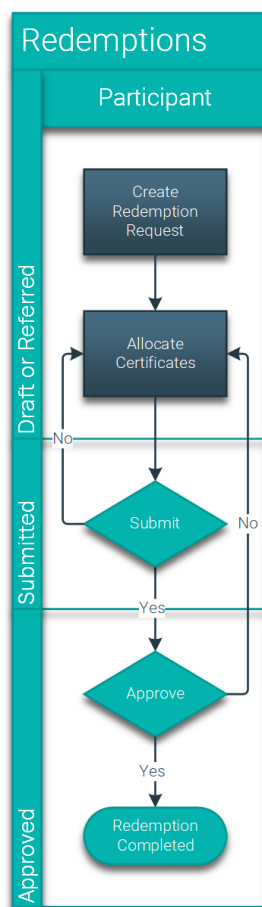 Redemptions
Participant
Draft or Referred
Create
Redemption
Request
Allocate
Certificates
No
Submitted
Submit
No
Yes
Approved
Approve
Yes
Redemption
Completed